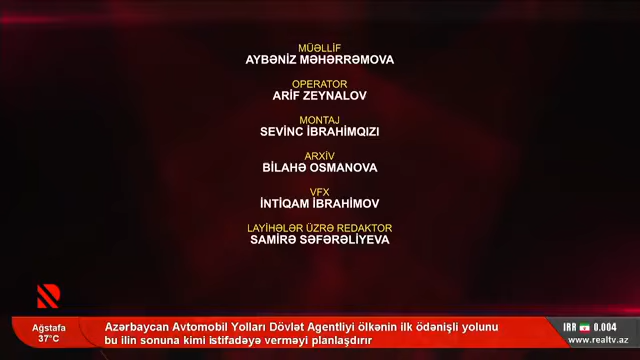 MÜƏLLİF
AYBƏNİZ MƏHƏRRƏMOVA
OPERATOR
ARİF ZEYNALOV
MONTAJ
SEVİNC İBRAHİMQIZI
ARXİV
BİLAHƏ OSMANOVA
VFX
İNTİQAM İBRAHİMOV
LAYİHƏLƏR ÜZRƏ REDAKTOR
SAMİRƏ SƏFƏRƏLİYEVA
Ağstafa
37°C
Azərbaycan Avtomobil Yolları Dövlət Agentliyi ölkənin ilk ödənişli yolunu
bu ilin sonuna kimi istifadəyə verməyi planlaşdırır
IRR 0.004
www.realtv.az